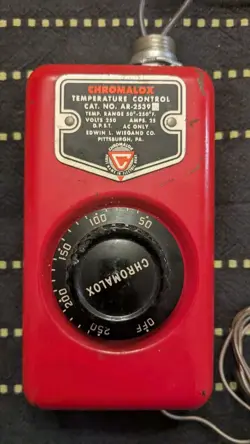 CHROMALOX
TEMPERATURE CONTROL
CAT. NO. AR-2539
TEMP. RANGE 50°-250°F
VOLTS 250 AMPS. 25
D.P.S.T. AC ONLY
EDWIN L. WIEGAND CO.
PITTSBURGH, PA.
CHROMALOX
OFF
50
100
150
200
250
CHROMALOX